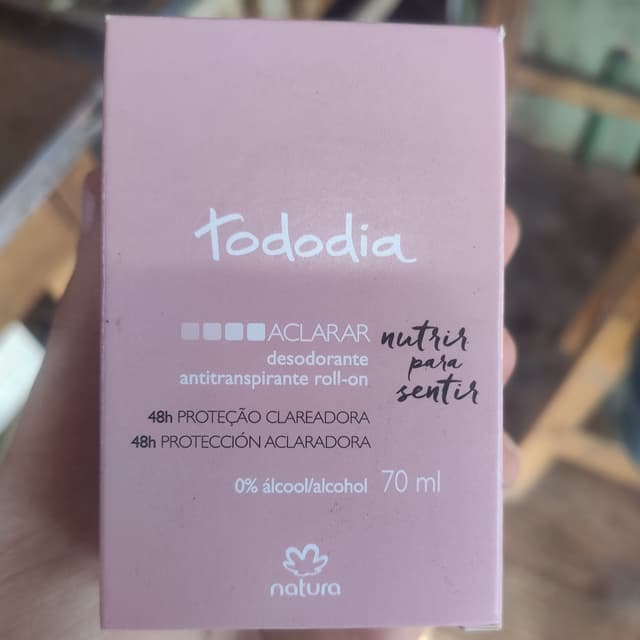 Tododia
ACLARAR
desodorante
antitranspirante roll-on
nutrir
para
sentir
48h PROTEÇÃO CLAREADORA
48h PROTECCIÓN ACLARADORA
0% álcool/alcohol 70 ml
natura